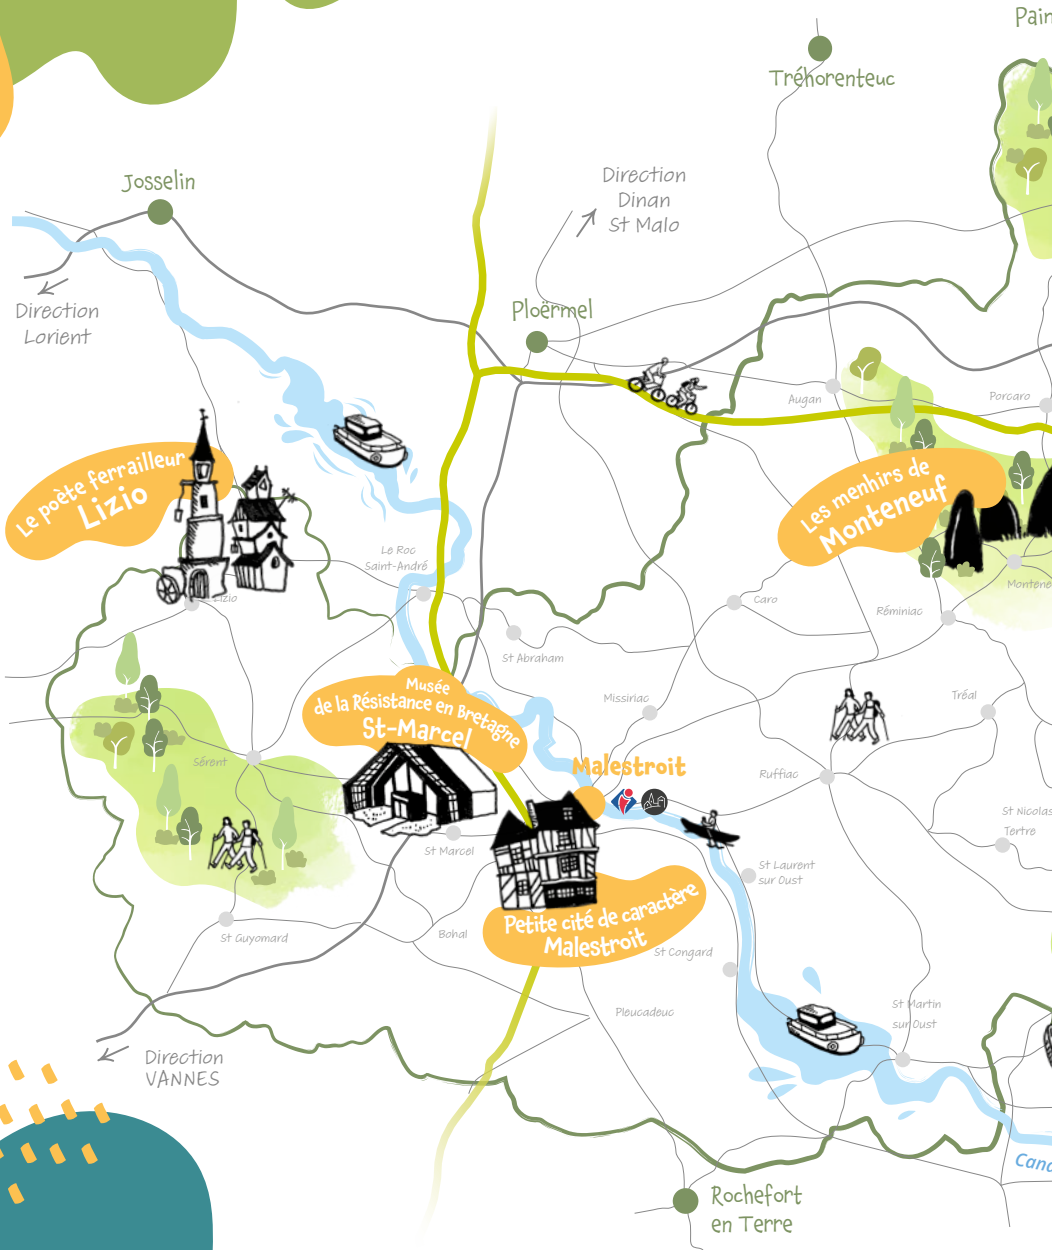 Tréhorenteuc
Josselin
Direction
Dinan
St Malo
Direction
Lorient
Ploërmel
Augan
Porcaro
Le poète ferrailleur
Lizio
Les menhirs de
Monteneuf
Le Roc
Saint-André
Lizio
Caro
Réminiac
St Abraham
Musée
de la Résistance en Bretagne
St-Marcel
Missiriac
Tréal
Sérent
Malestroit
Ruffiac
St Nicolas
Tertre
St Marcel
St Laurent
sur Oust
Petite cité de caractère
Malestroit
St Guyomard
Bohal
St Congard
Pleucadeuc
St Martin
sur Oust
Direction
VANNES
Rochefort
en Terre